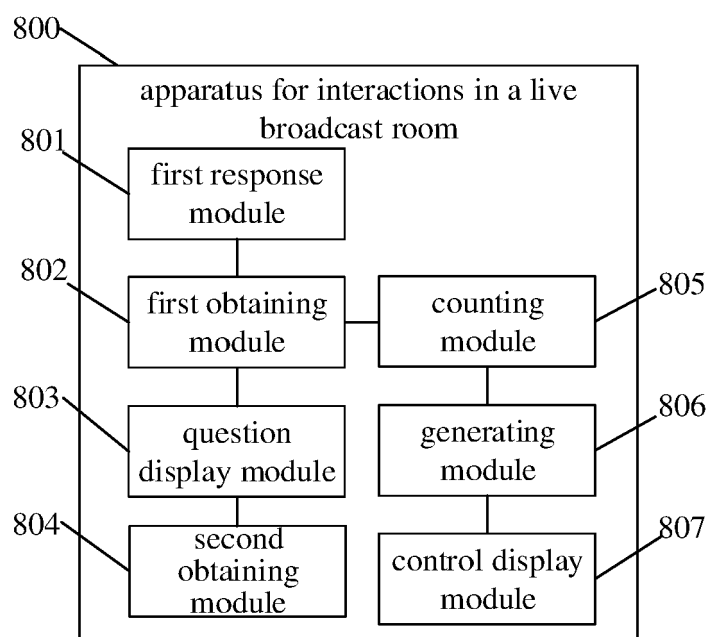 800
apparatus for interactions in a live
broadcast room
801
first response
module
802
first obtaining
module
805
counting
module
803
question
display module
806
generating
module
804
second
obtaining
module
807
control display
module